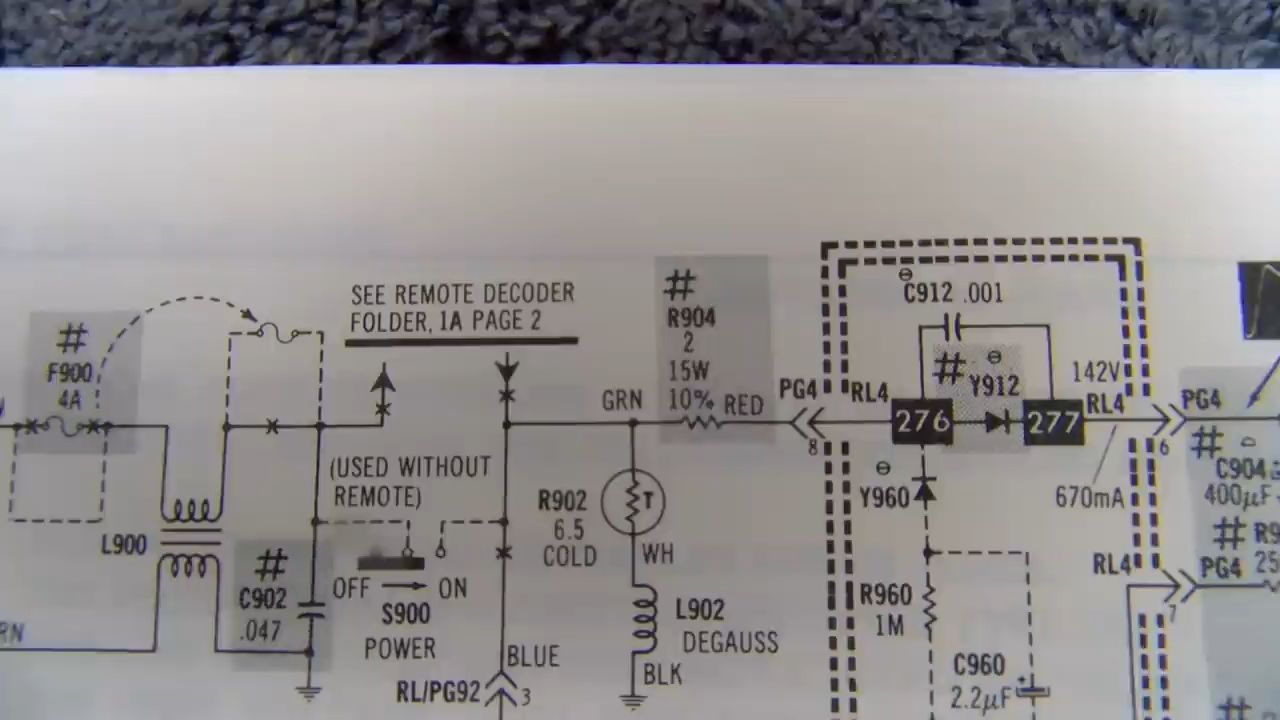 #
F900
4A
L900
#
C902
.047
RN
SEE REMOTE DECODER
FOLDER, 1A PAGE 2
(USED WITHOUT
REMOTE)
OFF → ON
S900
POWER
BLUE
RL/PG92
3
GRN
#
R904
2
15W
10%
RED
R902
6.5
COLD
T
WH
L902
DEGAUSS
BLK
PG4
8
RL4
C912 .001
#
Y912
276
277
142V
RL4
PG4
6
670mA
Y960
R960
1M
C960
2.2μF
+
#
C904
400μF
#
RL4
PG4
7
25
#